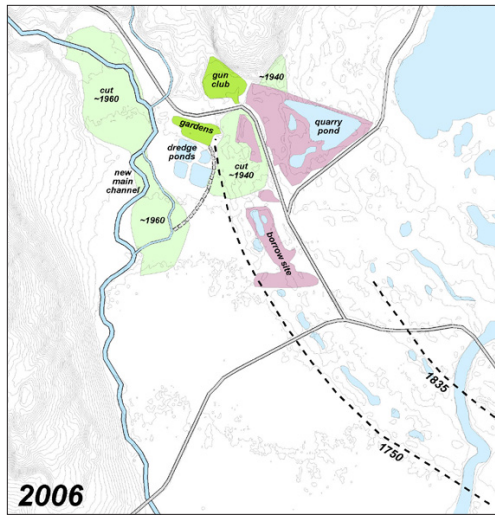 gun
club
~1940
cut
~1960
gardens
quarry
pond
dredge
ponds
cut
~1940
new
main
channel
~1960
borrow site
1835
1750
2006